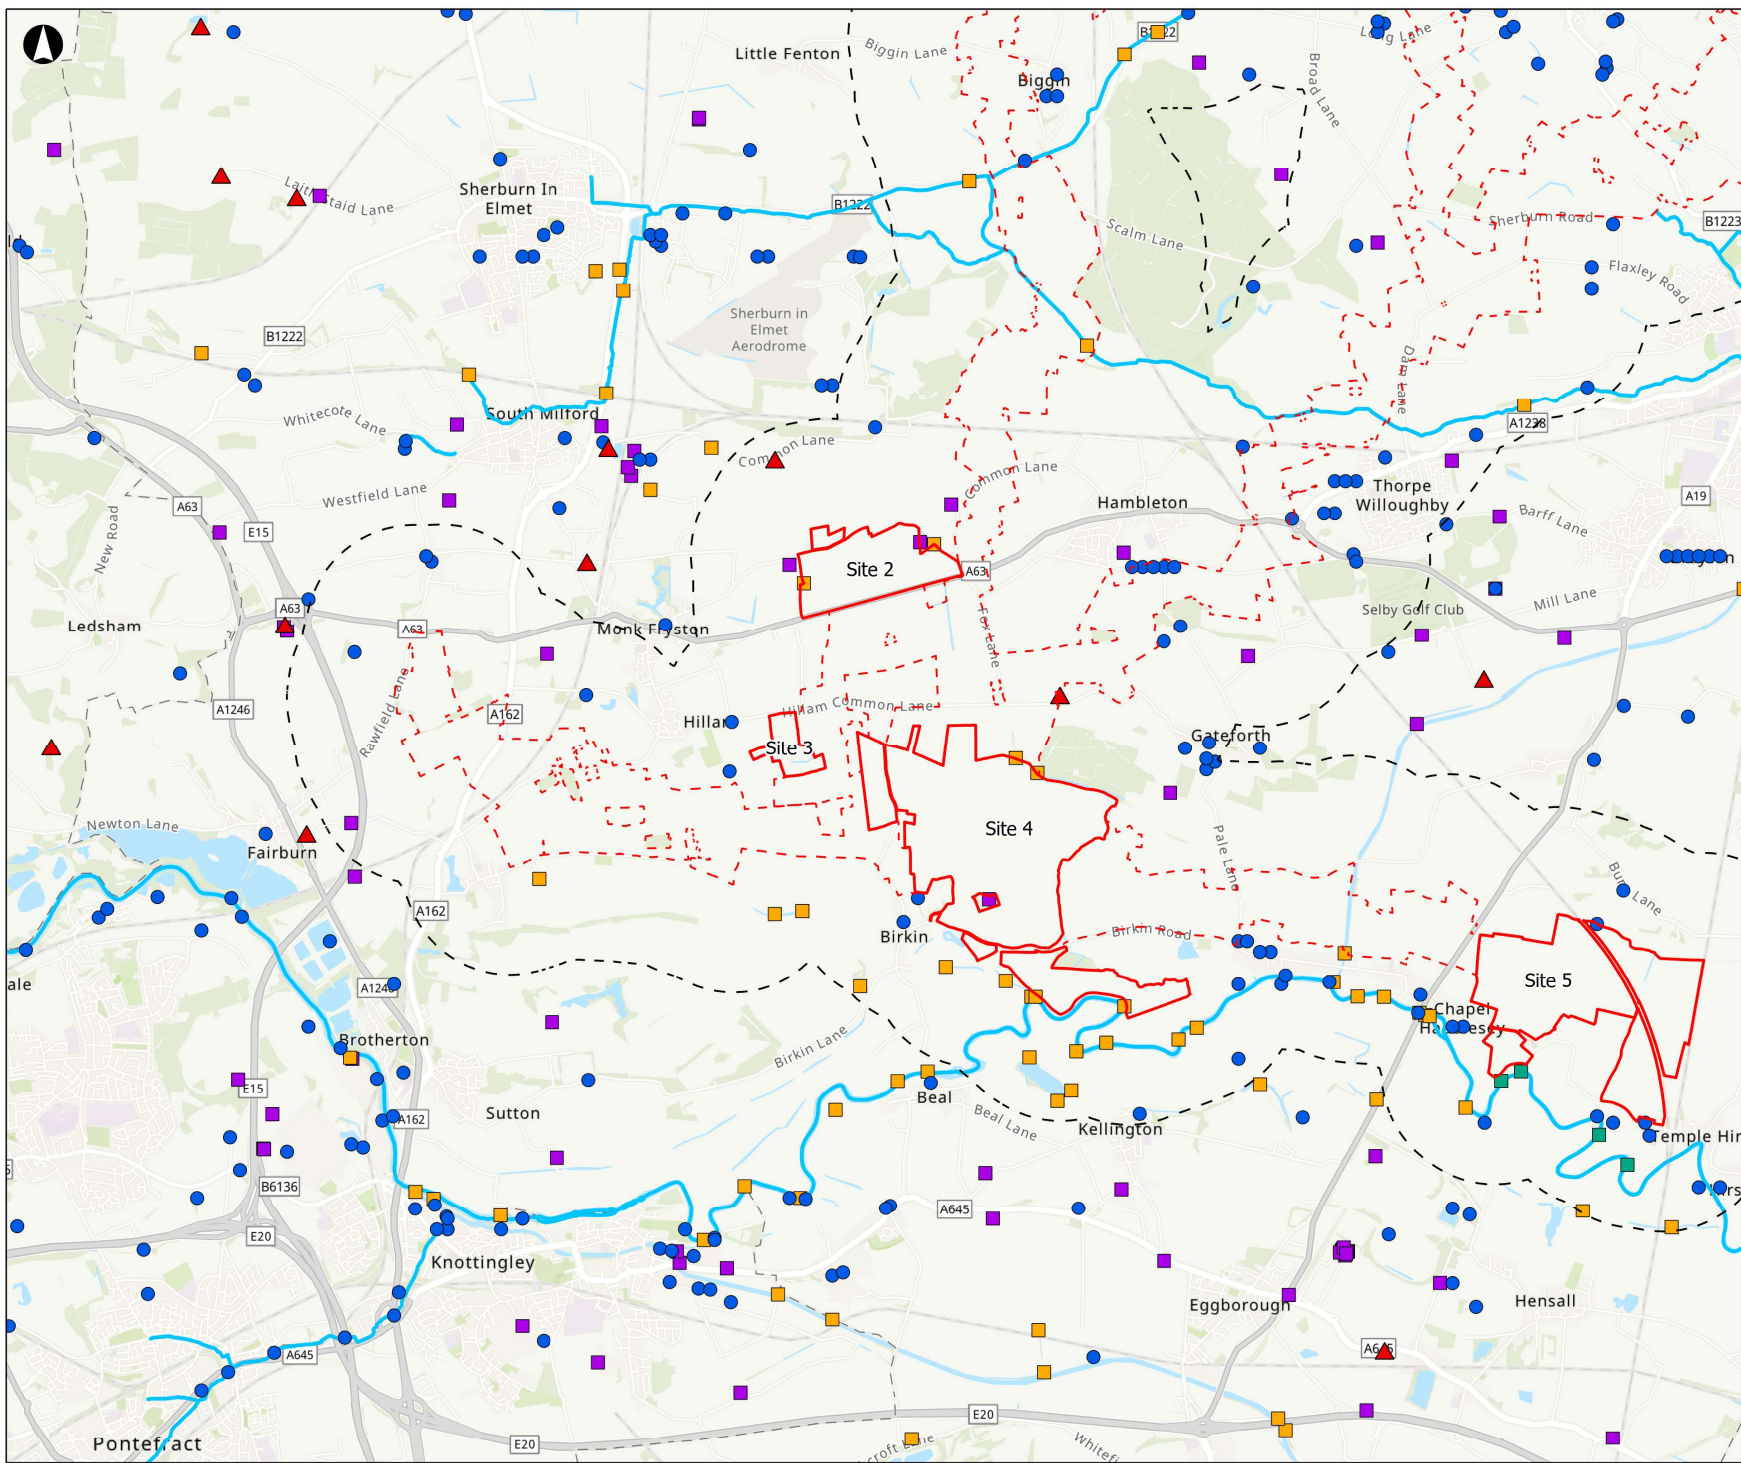 Little Fenton
Biggin Lane
B1222
Long Lane
Biggin
Broad Lane
Laith Staid Lane
Sherburn In
Elmet
B1222
Scalm Lane
Sherburn Road
B1223
Flaxley Road
Sherburn in
Elmet
Aerodrome
B1222
Dam Lane
Whitecote Lane
South Milford
Common Lane
A1238
Common Lane
Westfield Lane
Hambleton
Thorpe
Willoughby
A19
A63
New Road
E15
Barff Lane
Site 2
A63
Mill Lane
Selby Golf Club
A63
Ledsham
A63
Monk Fryston
Fox Lane
A1246
Rawfield Lane
A162
Hillam Common Lane
Hillam
Site 3
Gateforth
Newton Lane
Site 4
Fairburn
Pale Lane
A162
Birkin
Birkin Road
Site 5
A1246
Chapel
Haddlesey
Brotherton
Birkin Lane
E15
Beal
Sutton
A162
Beal Lane
Kellington
Temple Hir
B6136
A645
E20
Knottingley
Eggborough
Hensall
A645
A645
E20
E20
Pontefract